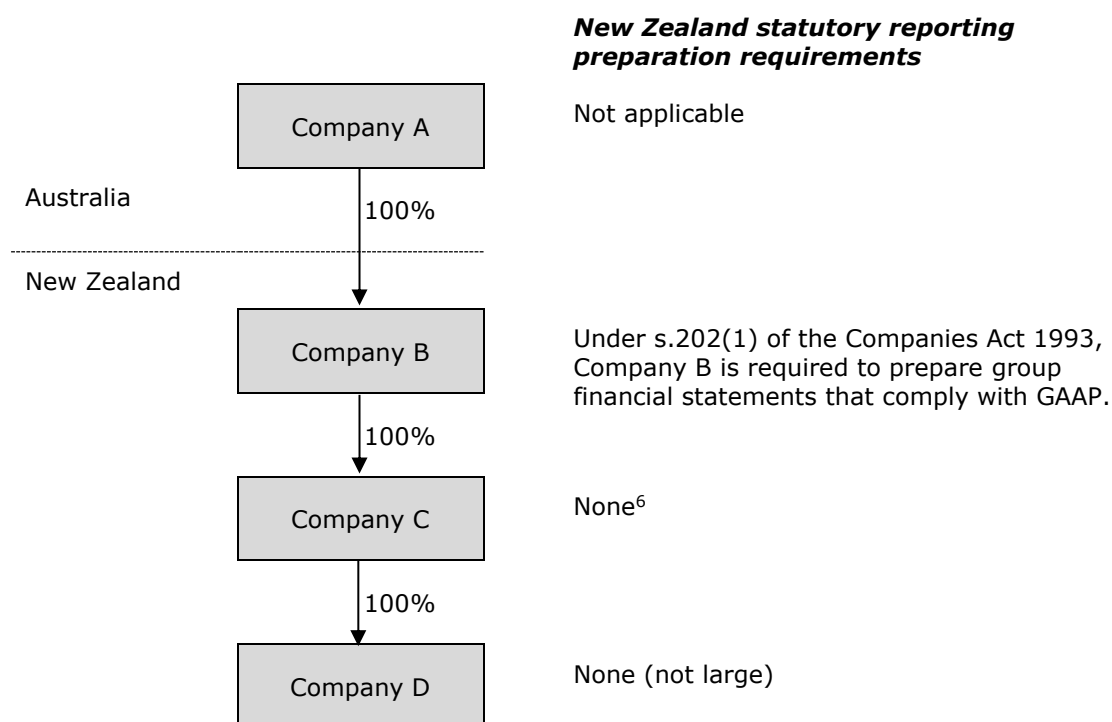 New Zealand statutory reporting
preparation requirements
Company A
Not applicable
Australia
100%
New Zealand
Company B
Under s.202(1) of the Companies Act 1993,
Company B is required to prepare group
financial statements that comply with GAAP.
100%
Company C
None⁶
100%
Company D
None (not large)